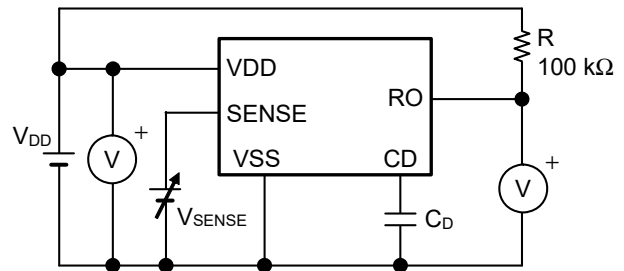 R
100 kΩ
VDD
RO
SENSE
VDD
+
V
VSS
CD
+
V
VSENSE
CD